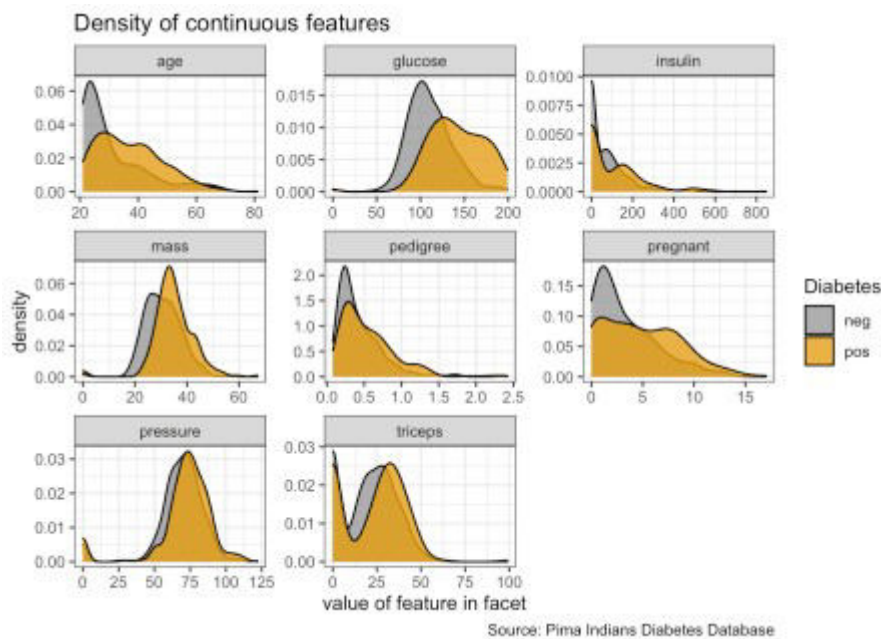 Density of continuous features
age glucose insulin
0.06 0.015 0.0100
0.04 0.010 0.0075
0.02 0.005 0.0050
0.00 0.000 0.0025
0.0000
20 40 60 80 0 50 100 150 200 0 200 400 600 800
mass pedigree pregnant
0.06 2.0 0.15
0.04 1.5 0.10
0.02 1.0 0.05
0.00 0.5 0.00
0.0
0 20 40 60 0.0 0.5 1.0 1.5 2.0 2.5 0 5 10 15
density
Diabetes
neg
pos
pressure triceps
0.03 0.03
0.02 0.02
0.01 0.01
0.00 0.00
0 25 50 75 100 125 0 25 50 75 100
value of feature in facet
Source: Pima Indians Diabetes Database